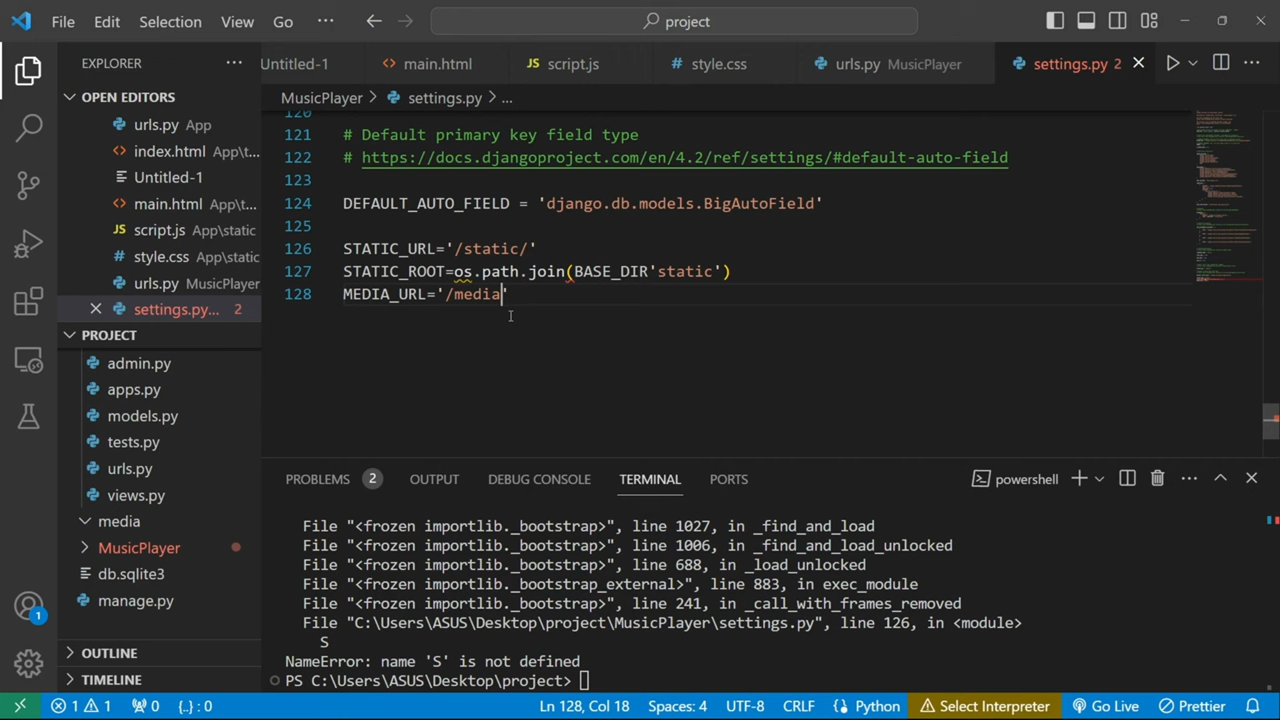 File Edit Selection View Go ··· project
EXPLORER ···
Untitled-1 main.html script.js style.css urls.py MusicPlayer settings.py 2
OPEN EDITORS
MusicPlayer > settings.py > ...
urls.py App
index.html App\t...
Untitled-1
main.html App\t...
script.js App\static
style.css App\static
urls.py MusicPlayer
settings.py... 2
PROJECT
admin.py
apps.py
models.py
tests.py
urls.py
views.py
media
MusicPlayer
db.sqlite3
manage.py
OUTLINE
TIMELINE
120
121 # Default primary key field type
122 # https://docs.djangoproject.com/en/4.2/ref/settings/#default-auto-field
123
124 DEFAULT_AUTO_FIELD = 'django.db.models.BigAutoField'
125
126 STATIC_URL='/static/'
127 STATIC_ROOT=os.path.join(BASE_DIR'static')
128 MEDIA_URL='/media
PROBLEMS 2 OUTPUT DEBUG CONSOLE TERMINAL PORTS powershell
File "<frozen importlib._bootstrap>", line 1027, in _find_and_load
File "<frozen importlib._bootstrap>", line 1006, in _find_and_load_unlocked
File "<frozen importlib._bootstrap>", line 688, in _load_unlocked
File "<frozen importlib._bootstrap_external>", line 883, in exec_module
File "<frozen importlib._bootstrap>", line 241, in _call_with_frames_removed
File "C:\Users\ASUS\Desktop\project\MusicPlayer\settings.py", line 126, in <module>
S
NameError: name 'S' is not defined
PS C:\Users\ASUS\Desktop\project>
1
1 1 0 {..} : 0 Ln 128, Col 18 Spaces: 4 UTF-8 CRLF Python Select Interpreter Go Live Prettier